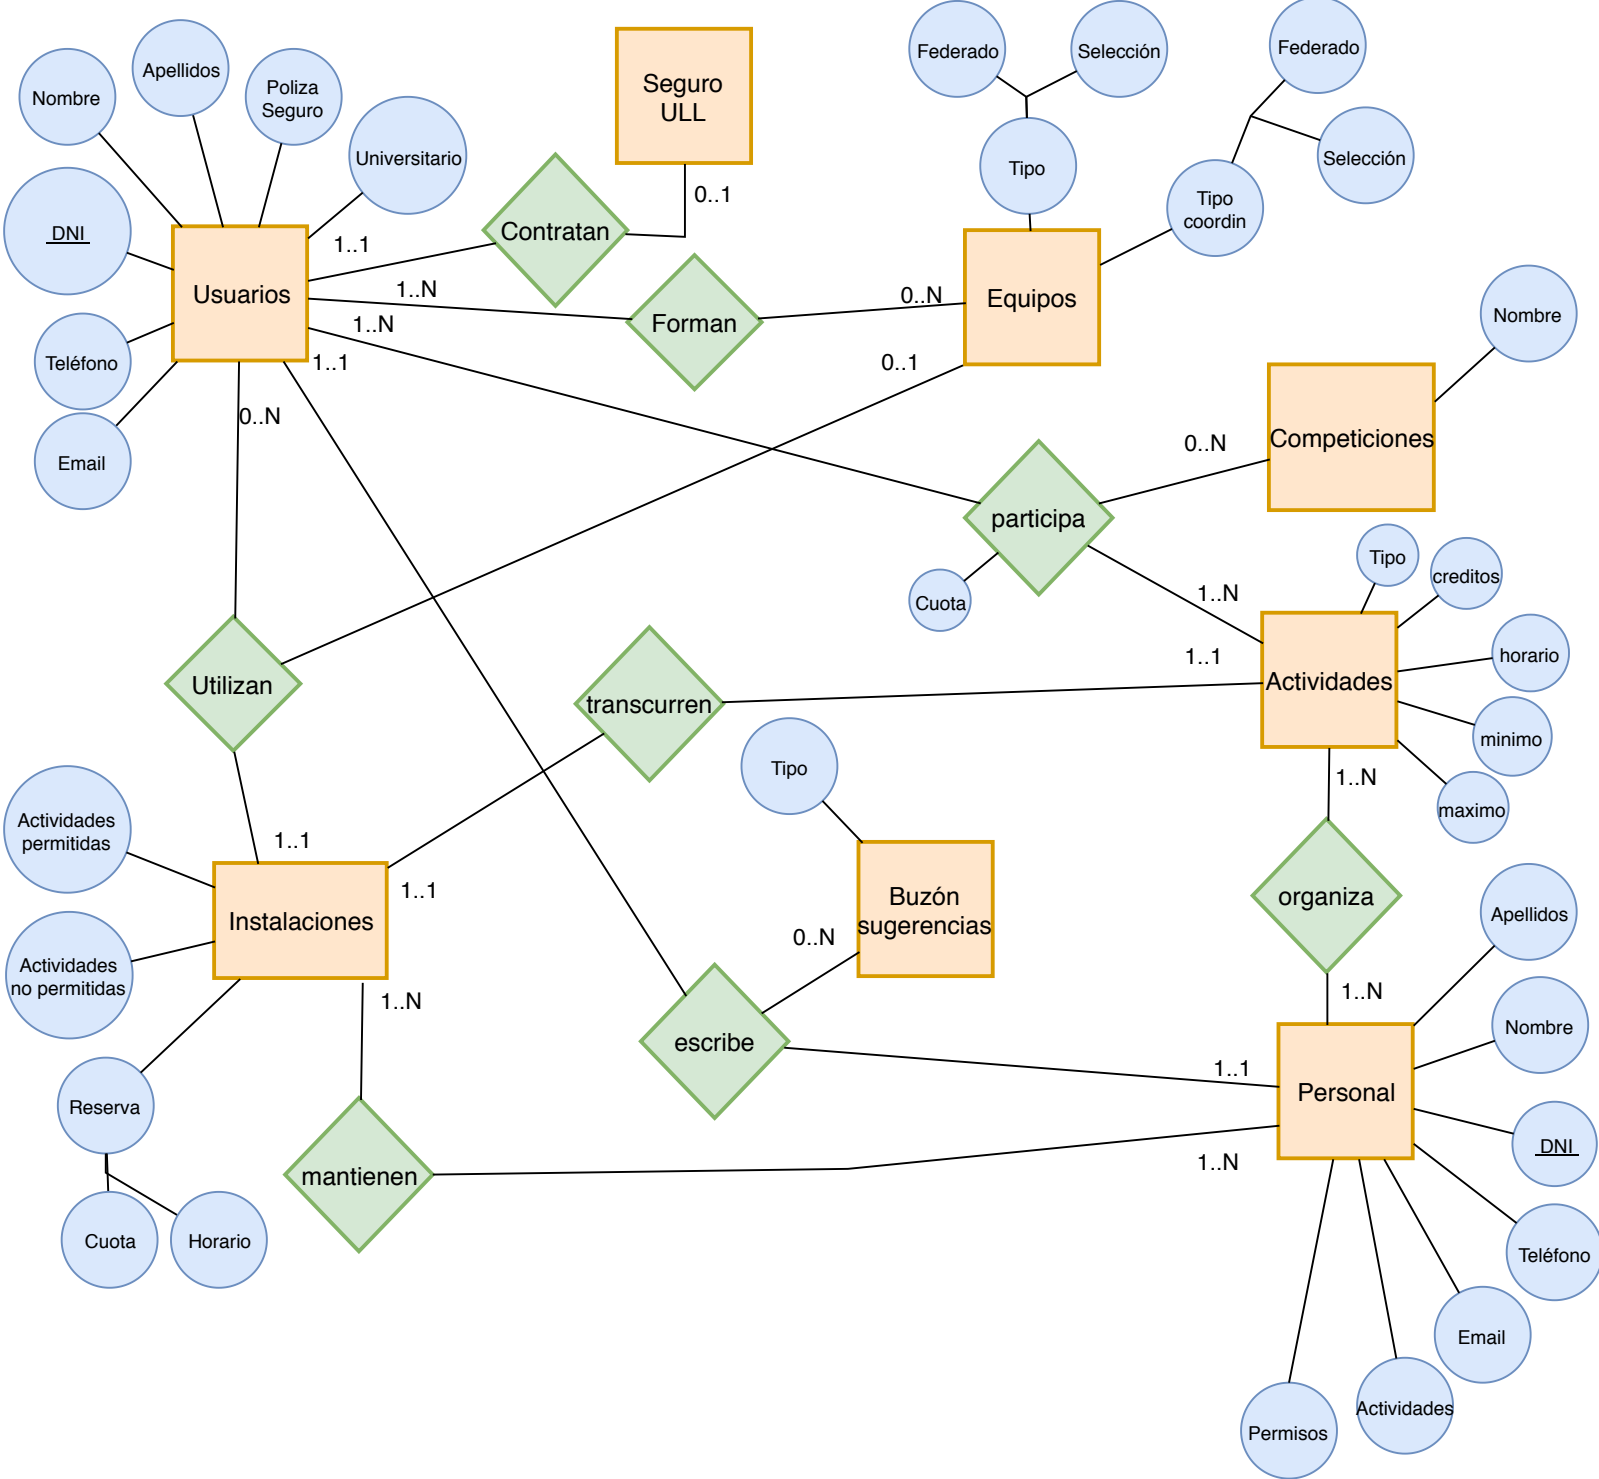 Federado
Selección
Federado
Nombre
Apellidos
Poliza
Seguro
Seguro
ULL
Universitario
Selección
Tipo
Tipo
coordin
0..1
DNI
Contratan
1..1
Usuarios
1..N
0..N
Equipos
Forman
1..N
Nombre
Teléfono
1..1
0..1
0..N
Email
0..N
Competiciones
participa
Tipo
creditos
Cuota
1..N
horario
1..1
Utilizan
transcurren
Actividades
minimo
Tipo
1..N
maximo
Actividades
permitidas
1..1
1..1
Buzón
sugerencias
organiza
Instalaciones
Apellidos
0..N
Actividades
no permitidas
1..N
1..N
Nombre
escribe
1..1
Reserva
Personal
DNI
mantienen
1..N
Cuota
Horario
Teléfono
Email
Actividades
Permisos